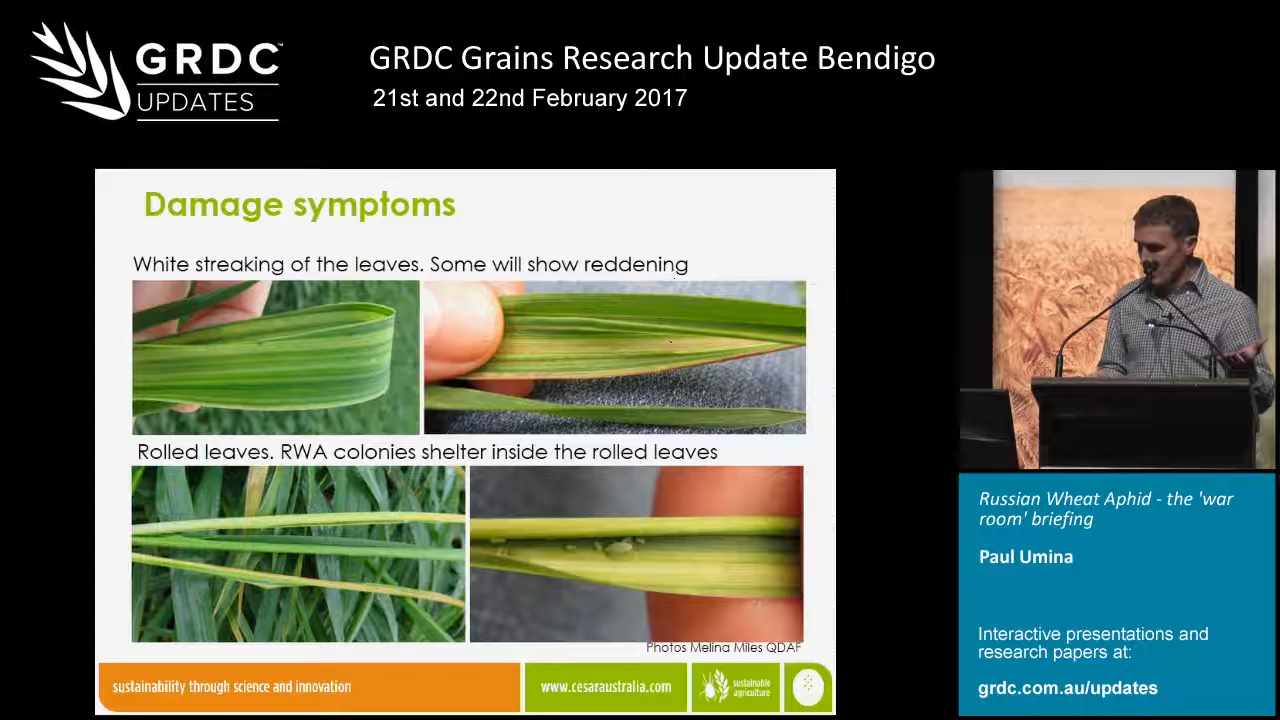 GRDC™
UPDATES
GRDC Grains Research Update Bendigo
21st and 22nd February 2017
Damage symptoms
White streaking of the leaves. Some will show reddening
Rolled leaves. RWA colonies shelter inside the rolled leaves
Photos Melina Miles QDAF
sustainability through science and innovation
www.cesaraustralia.com
sustainable
agriculture
Russian Wheat Aphid - the 'war
room' briefing
Paul Umina
Interactive presentations and
research papers at:
grdc.com.au/updates